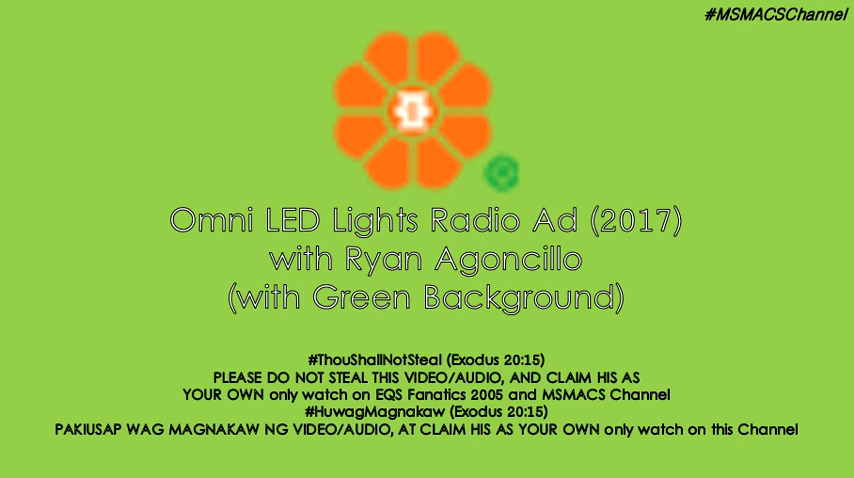 #MSMACSChannel
Omni LED Lights Radio Ad (2017)
with Ryan Agoncillo
(with Green Background)
#ThouShallNotSteal (Exodus 20:15)
PLEASE DO NOT STEAL THIS VIDEO/AUDIO, AND CLAIM HIS AS
YOUR OWN only watch on EQS Fanatics 2005 and MSMACS Channel
#HuwagMagnakaw (Exodus 20:15)
PAKIUSAP WAG MAGNAKAW NG VIDEO/AUDIO, AT CLAIM HIS AS YOUR OWN only watch on this Channel